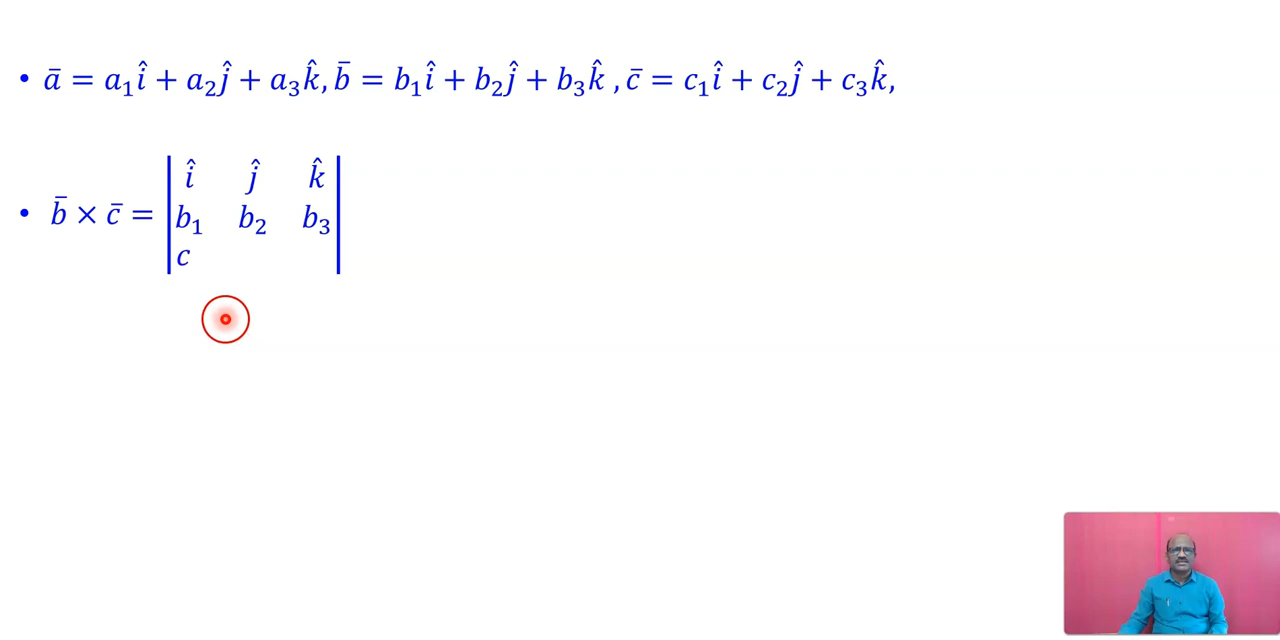 • a̅ = a₁î + a₂ĵ + a₃k̂, b̅ = b₁î + b₂ĵ + b₃k̂ , c̅ = c₁î + c₂ĵ + c₃k̂,
• b̅ × c̅ = | î ĵ k̂ |
| b₁ b₂ b₃ |
| c |